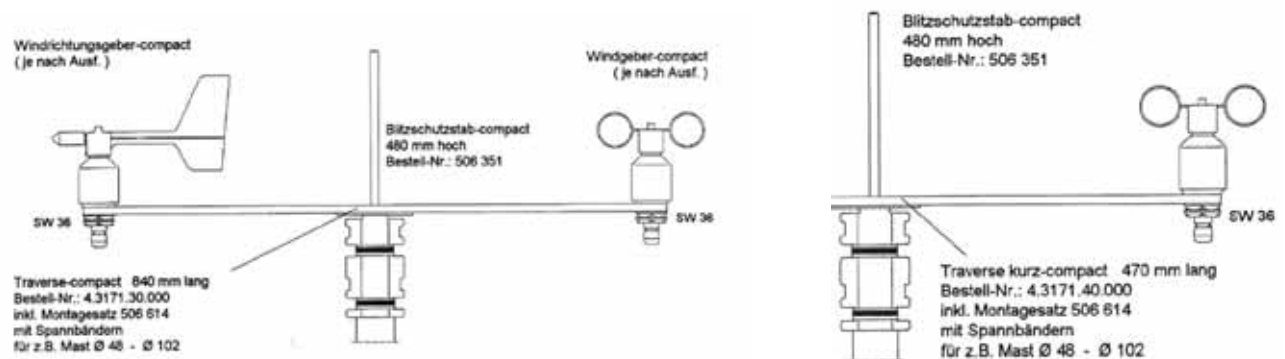 Windrichtungsgeber-compact
( je nach Ausf. )
Windgeber-compact
( je nach Ausf. )
Blitzschutzstab-compact
480 mm hoch
Bestell-Nr.: 506 351
SW 36
SW 36
Traverse-compact 840 mm lang
Bestell-Nr.: 4.3171.30.000
inkl. Montagesatz 506 614
mit Spannbändern
für z.B. Mast Ø 48 - Ø 102
Blitzschutzstab-compact
480 mm hoch
Bestell-Nr.: 506 351
SW 36
Traverse kurz-compact 470 mm lang
Bestell-Nr.: 4.3171.40.000
inkl. Montagesatz 506 614
mit Spannbändern
für z.B. Mast Ø 48 - Ø 102